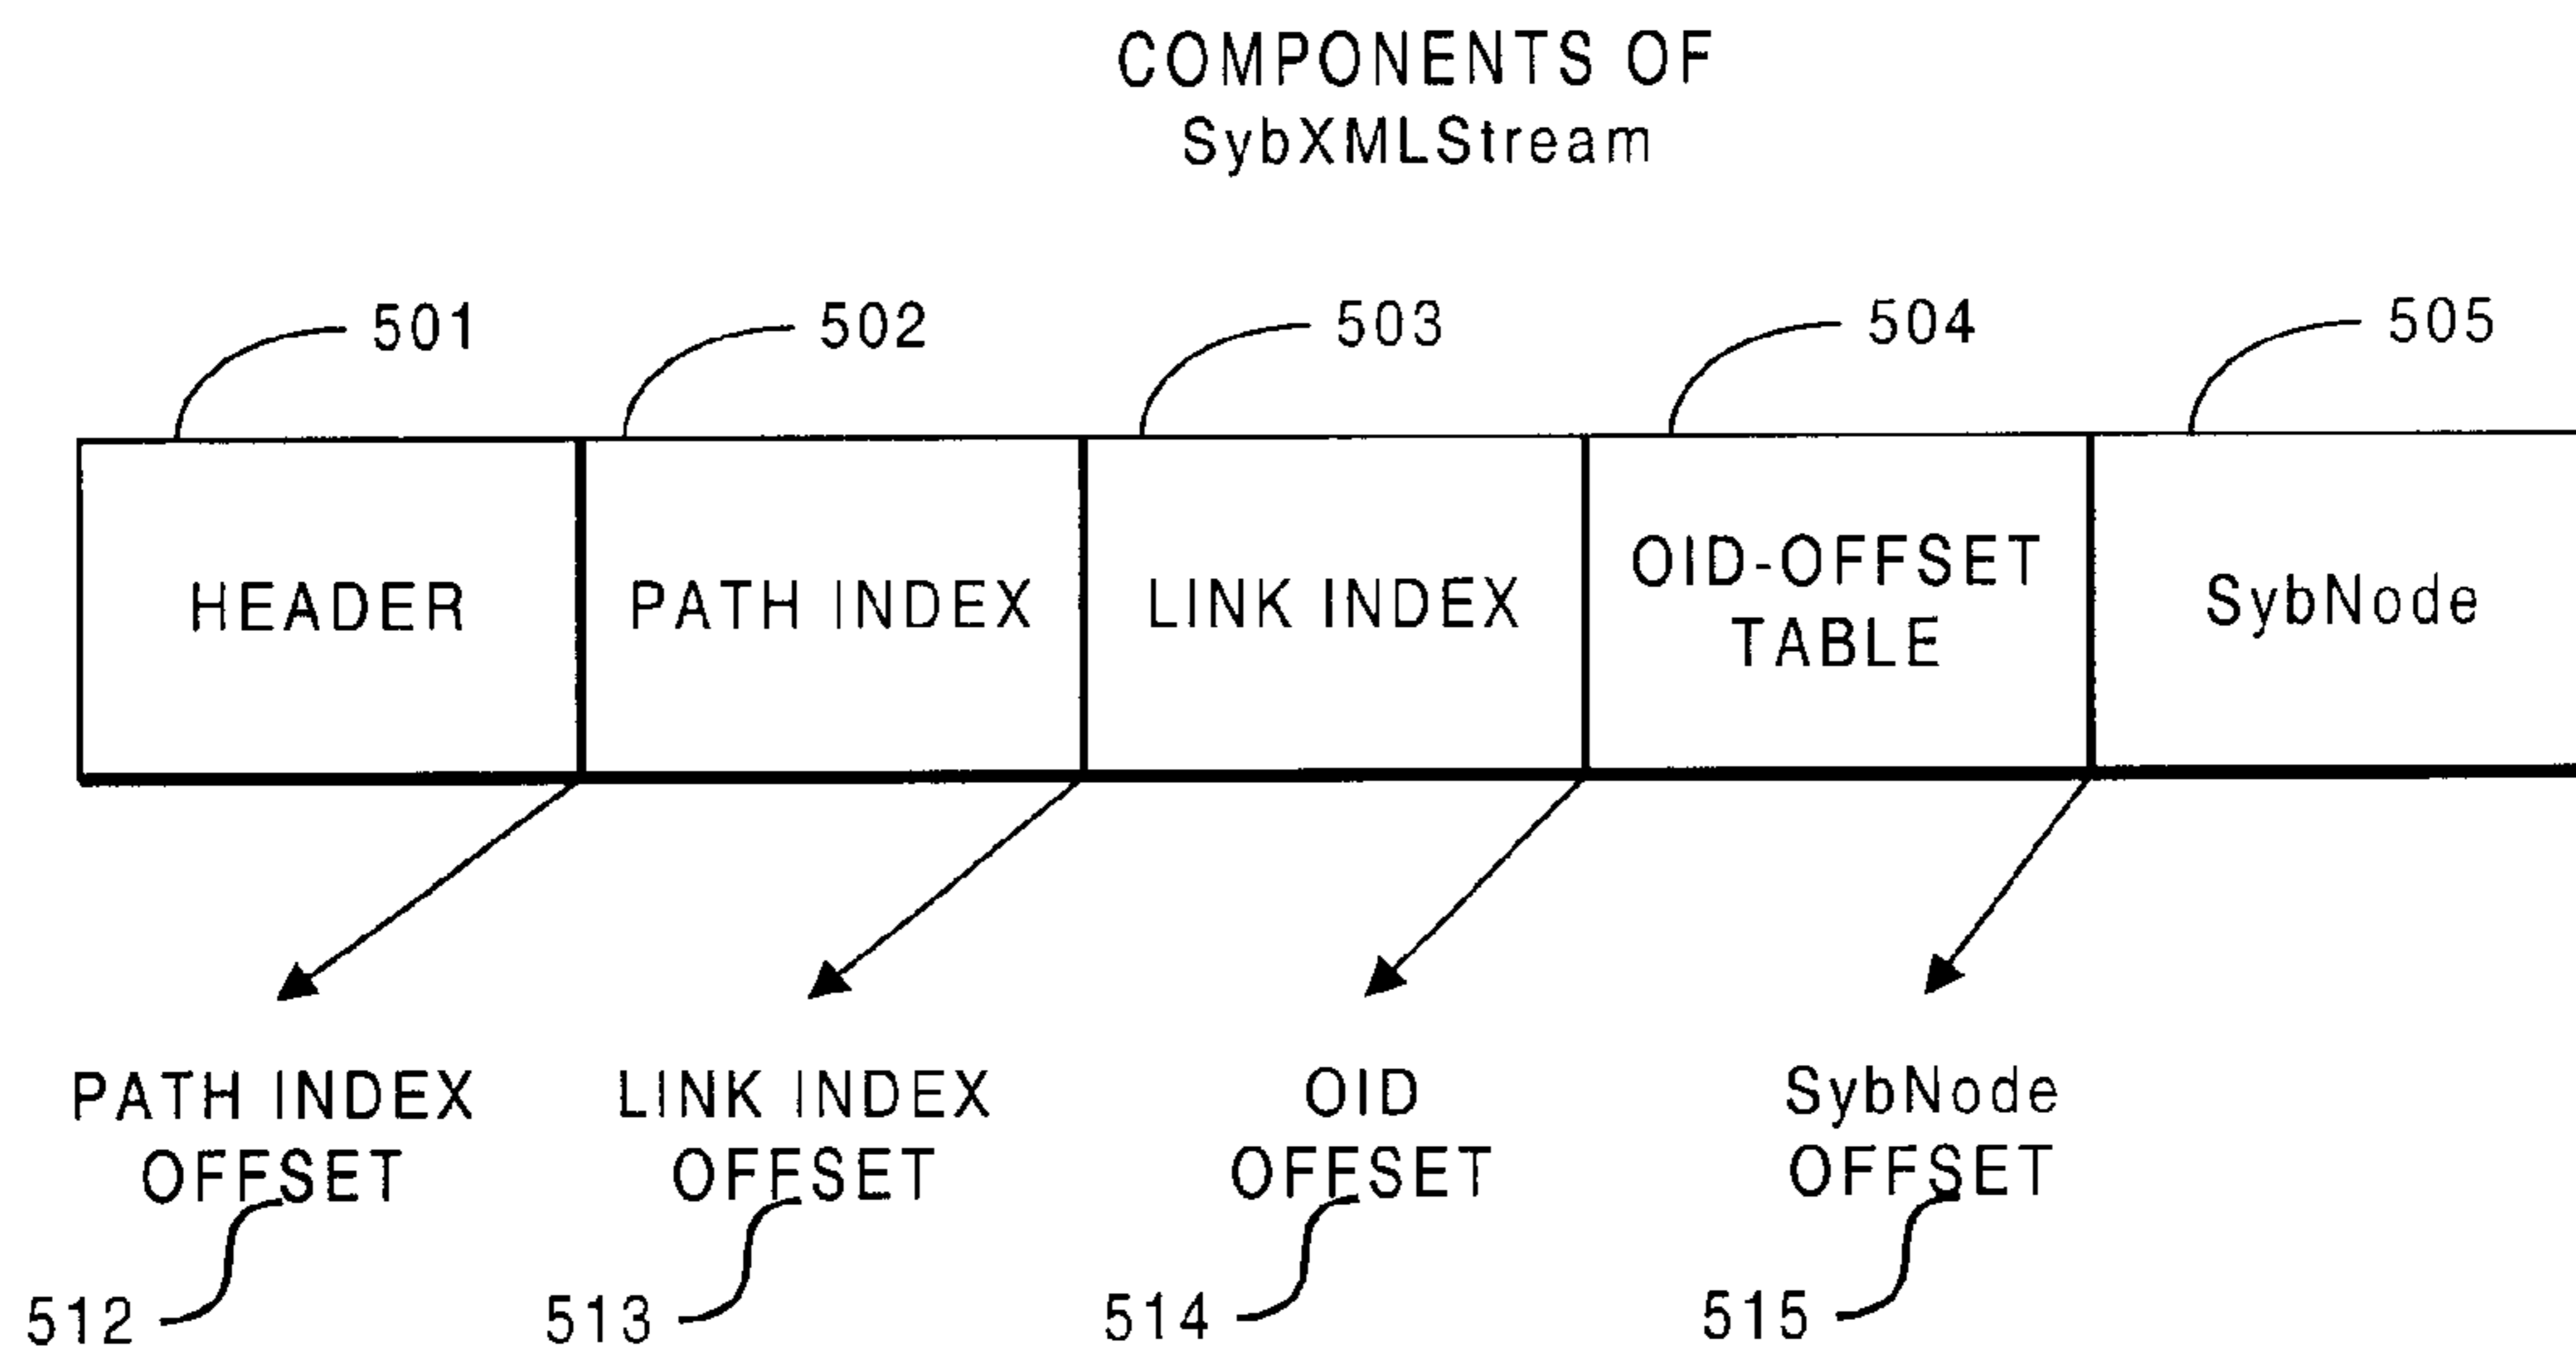 COMPONENTS OF
SybXMLStream
501
502
503
504
505
HEADER
PATH INDEX
LINK INDEX
OID-OFFSET
TABLE
SybNode
PATH INDEX
OFFSET
LINK INDEX
OFFSET
OID
OFFSET
SybNode
OFFSET
512
513
514
515